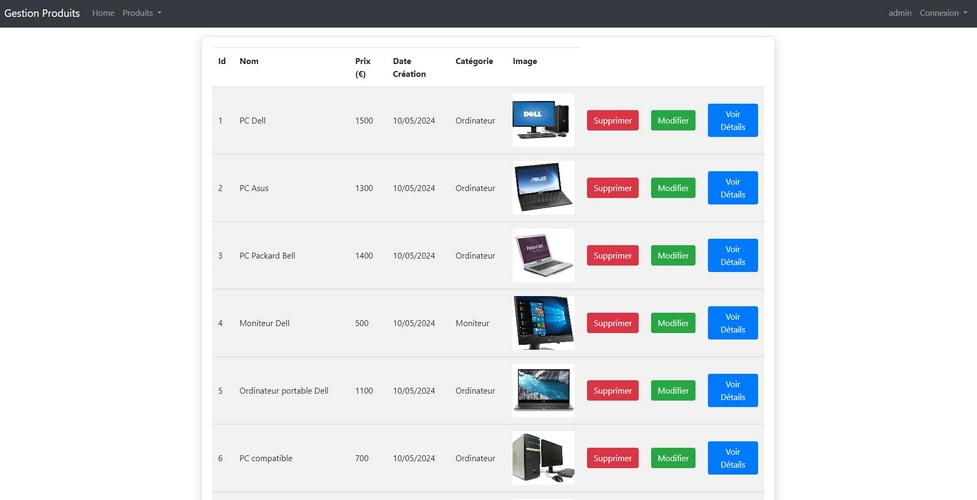 Gestion Produits Home Produits admin Connexion
Id Nom Prix (€) Date Création Catégorie Image
1 PC Dell 1500 10/05/2024 Ordinateur DELL Supprimer Modifier Voir Détails
2 PC Asus 1300 10/05/2024 Ordinateur ASUS Supprimer Modifier Voir Détails
3 PC Packard Bell 1400 10/05/2024 Ordinateur Packard Bell Supprimer Modifier Voir Détails
4 Moniteur Dell 500 10/05/2024 Moniteur Supprimer Modifier Voir Détails
5 Ordinateur portable Dell 1100 10/05/2024 Ordinateur Supprimer Modifier Voir Détails
6 PC compatible 700 10/05/2024 Ordinateur Supprimer Modifier Voir Détails